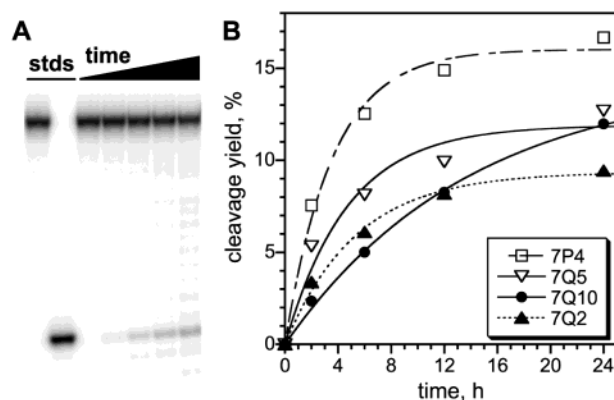 A
stds time
B
cleavage yield, %
15
10
5
0
0 4 8 12 16 20 24
time, h
7P4
7Q5
7Q10
7Q2